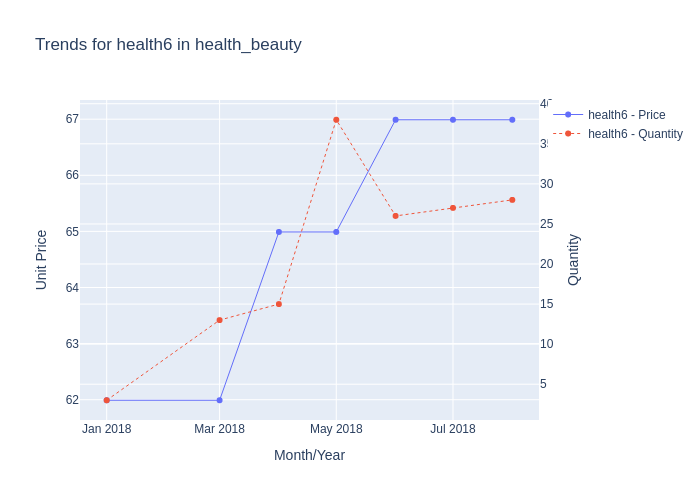 Trends for health6 in health_beauty
health6 - Price
health6 - Quantity
67
66
65
64
63
62
Unit Price
40
35
30
25
20
15
10
5
Quantity
Jan 2018
Mar 2018
May 2018
Jul 2018
Month/Year